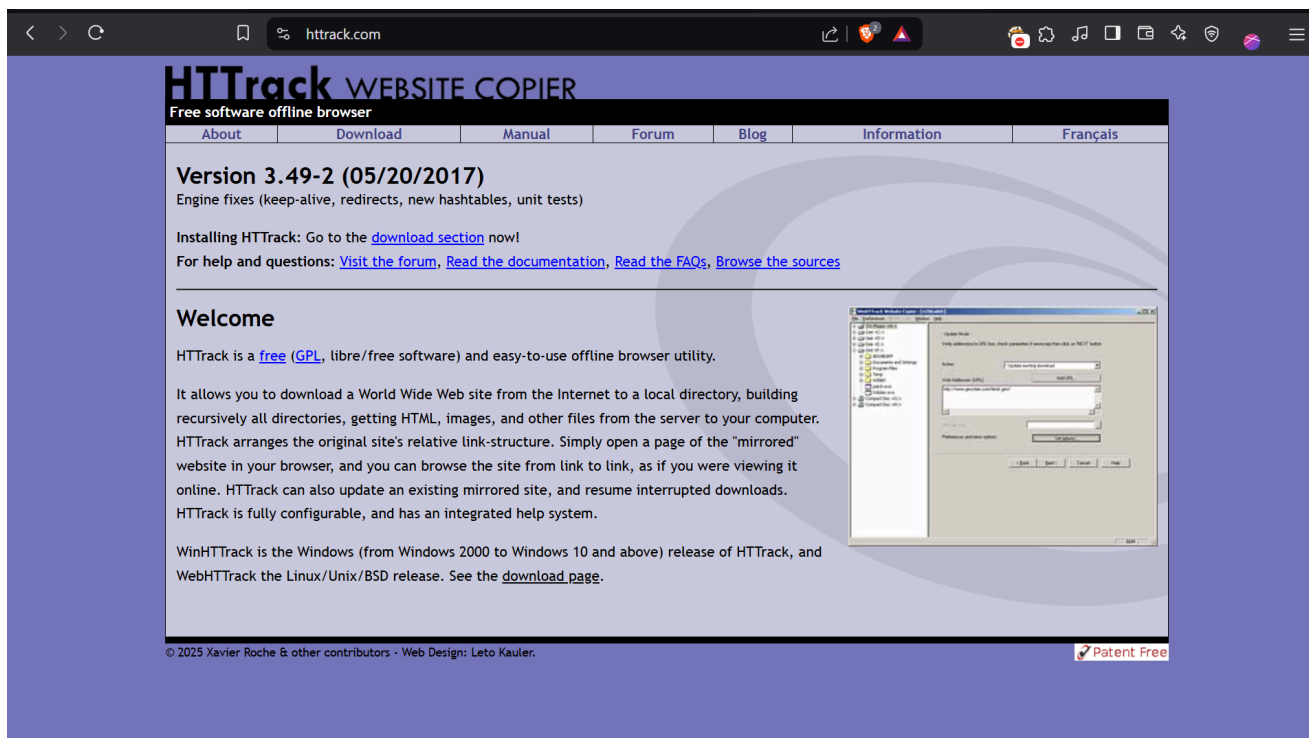 httrack.com
2
HTTrack WEBSITE COPIER
Free software offline browser
About Download Manual Forum Blog Information Français
Version 3.49-2 (05/20/2017)
Engine fixes (keep-alive, redirects, new hashtables, unit tests)
Installing HTTrack: Go to the download section now!
For help and questions: Visit the forum, Read the documentation, Read the FAQs, Browse the sources
Welcome
HTTrack is a free (GPL, libre/free software) and easy-to-use offline browser utility.
It allows you to download a World Wide Web site from the Internet to a local directory, building
recursively all directories, getting HTML, images, and other files from the server to your computer.
HTTrack arranges the original site's relative link-structure. Simply open a page of the "mirrored"
website in your browser, and you can browse the site from link to link, as if you were viewing it
online. HTTrack can also update an existing mirrored site, and resume interrupted downloads.
HTTrack is fully configurable, and has an integrated help system.
WinHTTrack is the Windows (from Windows 2000 to Windows 10 and above) release of HTTrack, and
WebHTTrack the Linux/Unix/BSD release. See the download page.
© 2025 Xavier Roche & other contributors - Web Design: Leto Kauler.
Patent Free